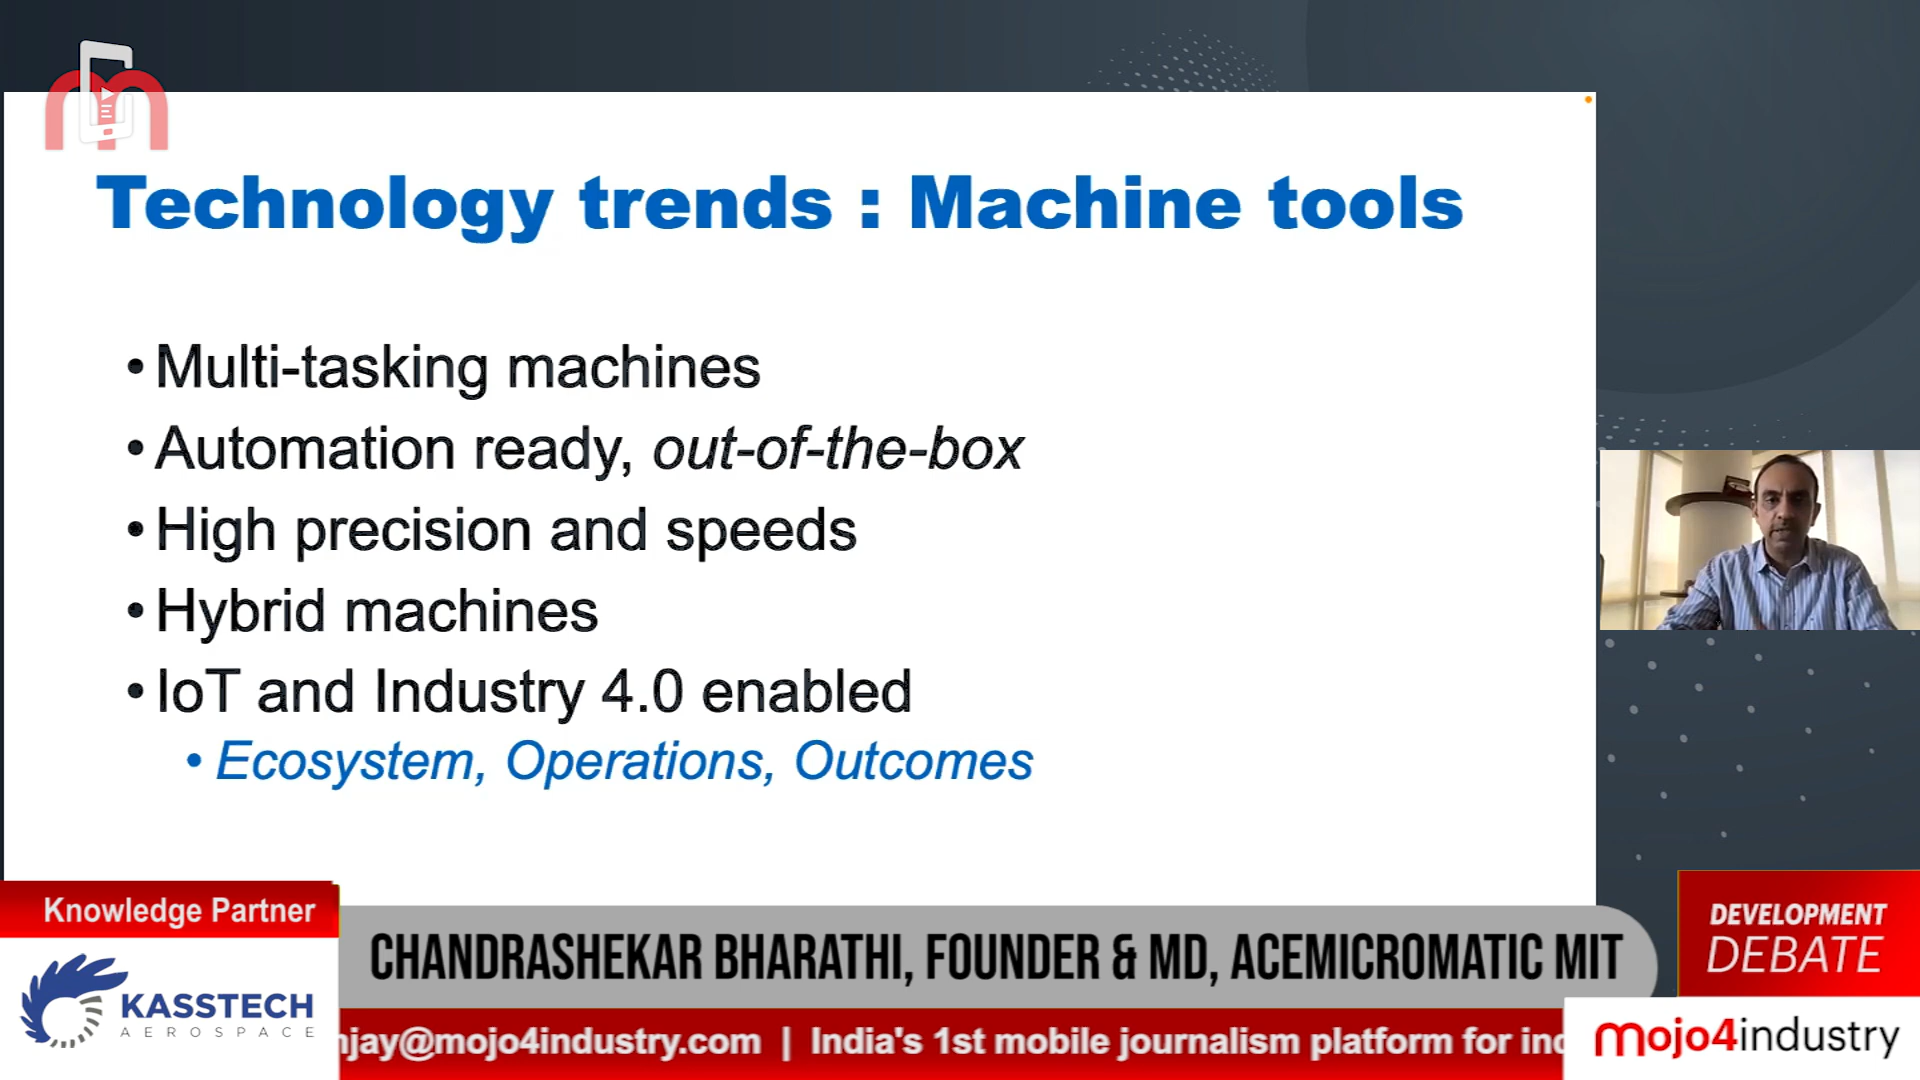 Technology trends : Machine tools
• Multi-tasking machines
• Automation ready, out-of-the-box
• High precision and speeds
• Hybrid machines
• IoT and Industry 4.0 enabled
• Ecosystem, Operations, Outcomes
Knowledge Partner
KASSTECH
AEROSPACE
CHANDRASHEKAR BHARATHI, FOUNDER & MD, ACEMICROMATIC MIT
DEVELOPMENT
DEBATE
njay@mojo4industry.com | India's 1st mobile journalism platform for
mojo4industry